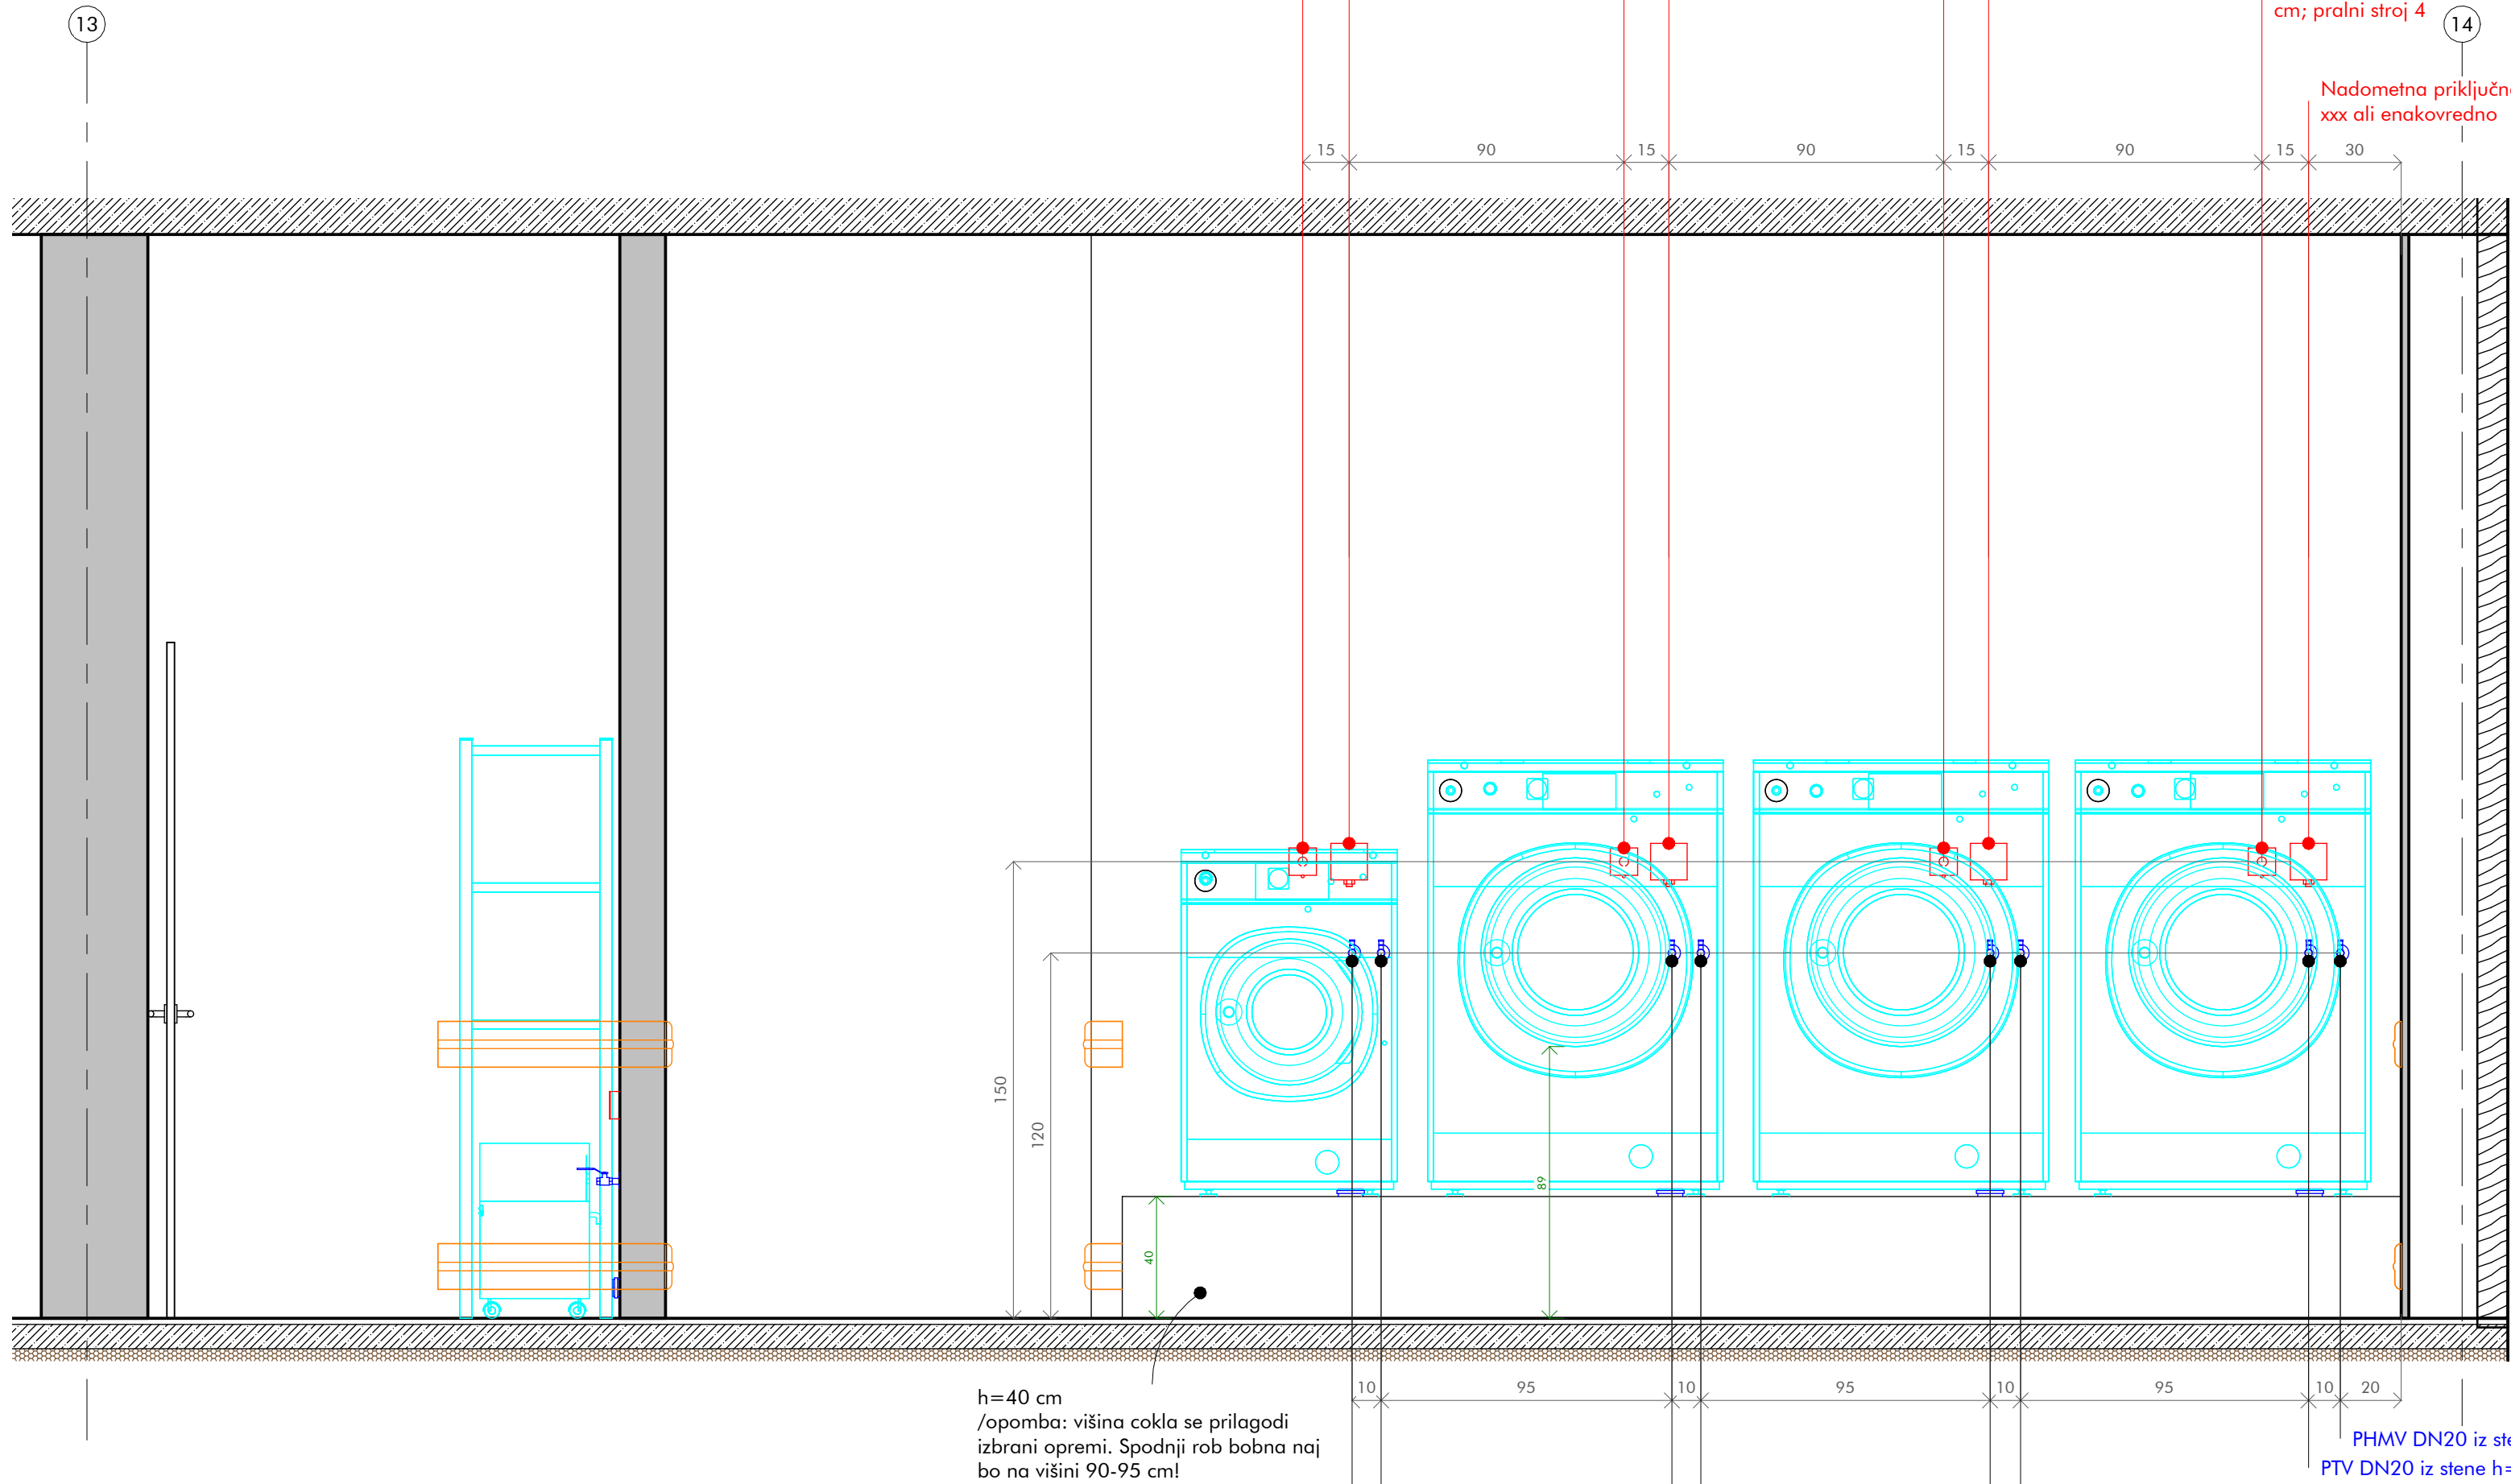 13
cm; pralni stroj 4
14
Nadometna priključn
xxx ali enakovredno
15 90 15 90 15 90 15 30
150
120
89
40
10 95 10 95 10 95 10 20
h=40 cm
/opomba: višina cokla se prilagodi
izbrani opremi. Spodnji rob bobna naj
bo na višini 90-95 cm!
PHMV DN20 iz ste
PTV DN20 iz stene h=